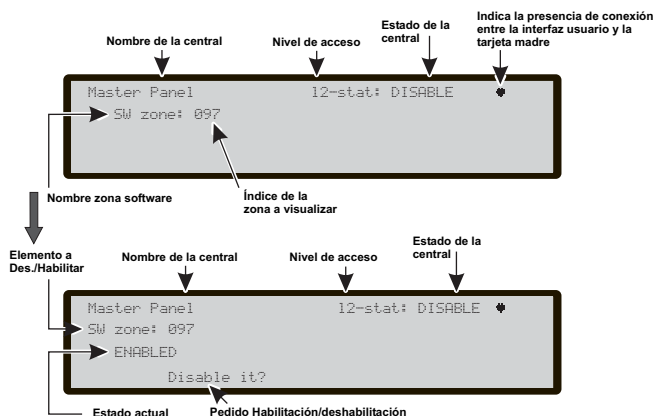 Indica la presencia de conexión
entre la interfaz usuario y la
tarjeta madre
Nombre de la central
Nivel de acceso
Estado de la
central
Master Panel 12-stat: DISABLE
SW zone: 097
Nombre zona software
Índice de la
zona a visualizar
Elemento a
Des./Habilitar
Nombre de la central
Nivel de acceso
Estado de la
central
Master Panel 12-stat: DISABLE
SW zone: 097
ENABLED
Disable it?
Estado actual
Pedido Habilitación/deshabilitación